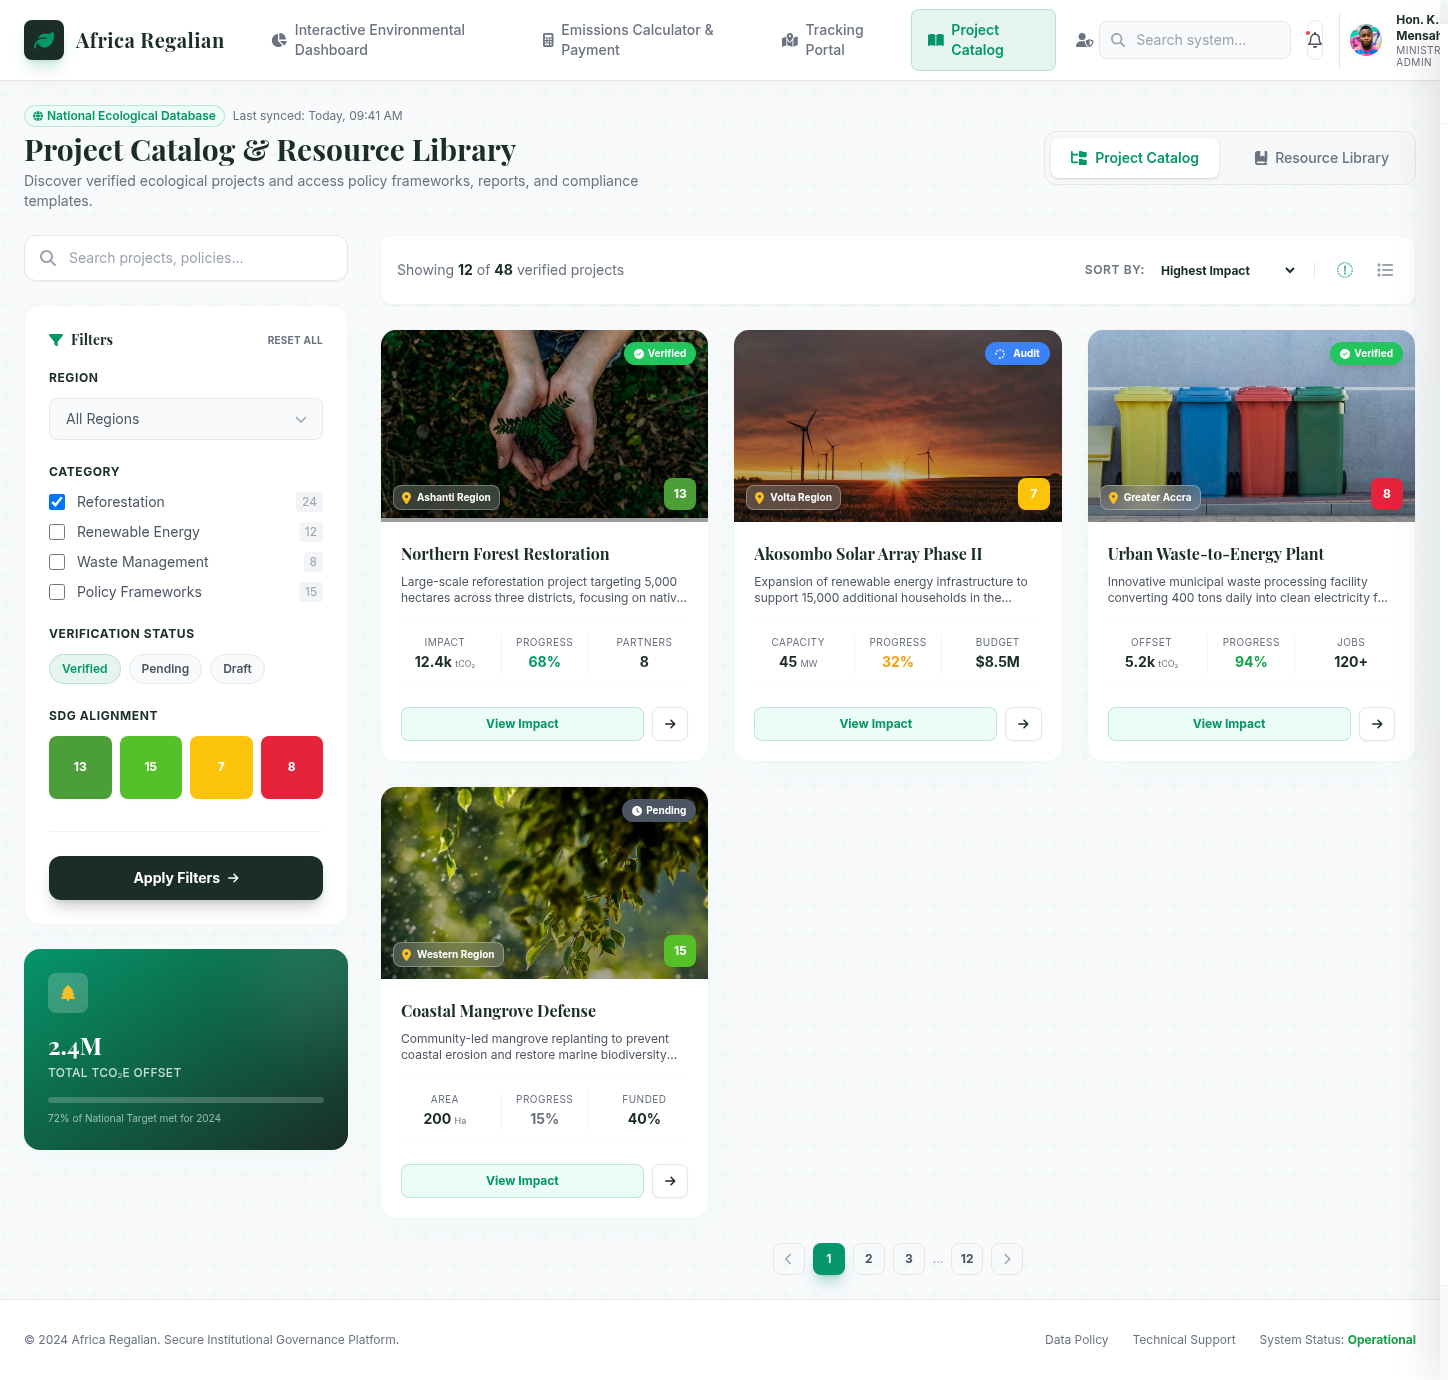 Africa Regalian
Interactive Environmental
Dashboard
Emissions Calculator &
Payment
Tracking
Portal
Project
Catalog
Search system...
Hon. K.
Mensah
MINISTR
ADMIN
National Ecological Database
Last synced: Today, 09:41 AM
Project Catalog & Resource Library
Discover verified ecological projects and access policy frameworks, reports, and compliance
templates.
Project Catalog
Resource Library
Search projects, policies...
Filters
RESET ALL
REGION
All Regions
CATEGORY
Reforestation 24
Renewable Energy 12
Waste Management 8
Policy Frameworks 15
VERIFICATION STATUS
Verified
Pending
Draft
SDG ALIGNMENT
13
15
7
8
Apply Filters
2.4M
TOTAL TCO₂E OFFSET
72% of National Target met for 2024
Showing 12 of 48 verified projects
SORT BY:
Highest Impact
Verified
Ashanti Region
13
Northern Forest Restoration
Large-scale reforestation project targeting 5,000
hectares across three districts, focusing on nativ...
IMPACT
12.4k tCO₂
PROGRESS
68%
PARTNERS
8
View Impact
Audit
Volta Region
7
Akosombo Solar Array Phase II
Expansion of renewable energy infrastructure to
support 15,000 additional households in the...
CAPACITY
45 MW
PROGRESS
32%
BUDGET
$8.5M
View Impact
Verified
Greater Accra
8
Urban Waste-to-Energy Plant
Innovative municipal waste processing facility
converting 400 tons daily into clean electricity f...
OFFSET
5.2k tCO₂
PROGRESS
94%
JOBS
120+
View Impact
Pending
Western Region
15
Coastal Mangrove Defense
Community-led mangrove replanting to prevent
coastal erosion and restore marine biodiversity...
AREA
200 Ha
PROGRESS
15%
FUNDED
40%
View Impact
1
2
3
...
12
© 2024 Africa Regalian. Secure Institutional Governance Platform.
Data Policy
Technical Support
System Status: Operational